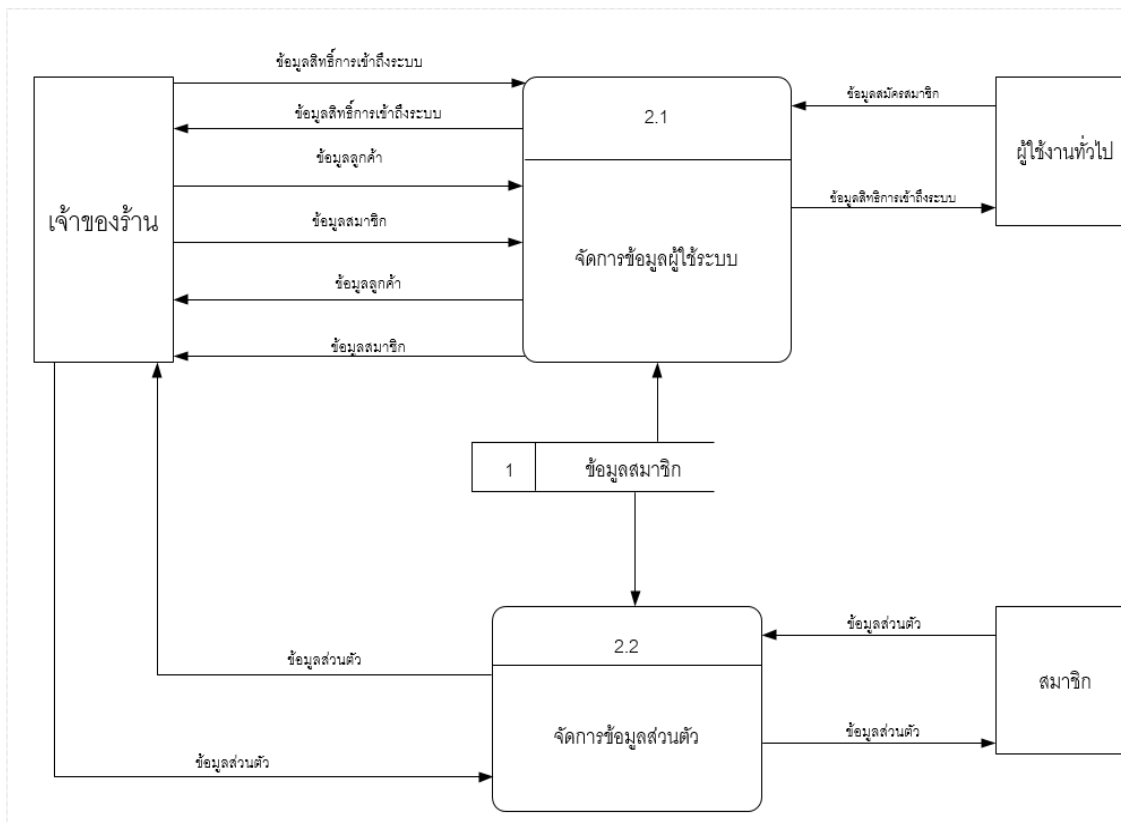 ข้อมูลสิทธิ์การเข้าถึงระบบ
ข้อมูลสมัครสมาชิก
ข้อมูลสิทธิ์การเข้าถึงระบบ
2.1
ผู้ใช้งานทั่วไป
ข้อมูลลูกค้า
ข้อมูลสิทธิการเข้าถึงระบบ
เจ้าของร้าน
ข้อมูลสมาชิก
จัดการข้อมูลผู้ใช้ระบบ
ข้อมูลลูกค้า
ข้อมูลสมาชิก
1
ข้อมูลสมาชิก
ข้อมูลส่วนตัว
2.2
ข้อมูลส่วนตัว
สมาชิก
จัดการข้อมูลส่วนตัว
ข้อมูลส่วนตัว
ข้อมูลส่วนตัว